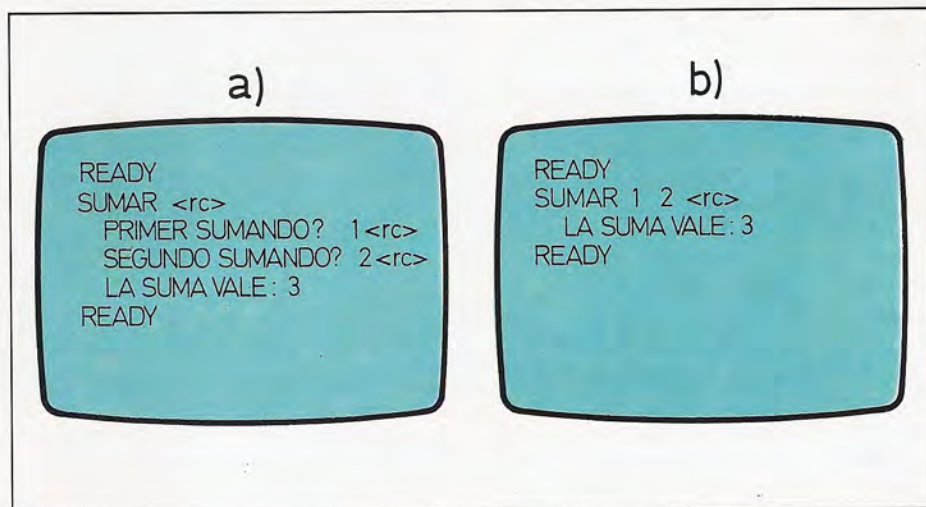 a)
READY
SUMAR <rc>
PRIMER SUMANDO? 1<rc>
SEGUNDO SUMANDO? 2<rc>
LA SUMA VALE: 3
READY
b)
READY
SUMAR 1 2 <rc>
LA SUMA VALE: 3
READY